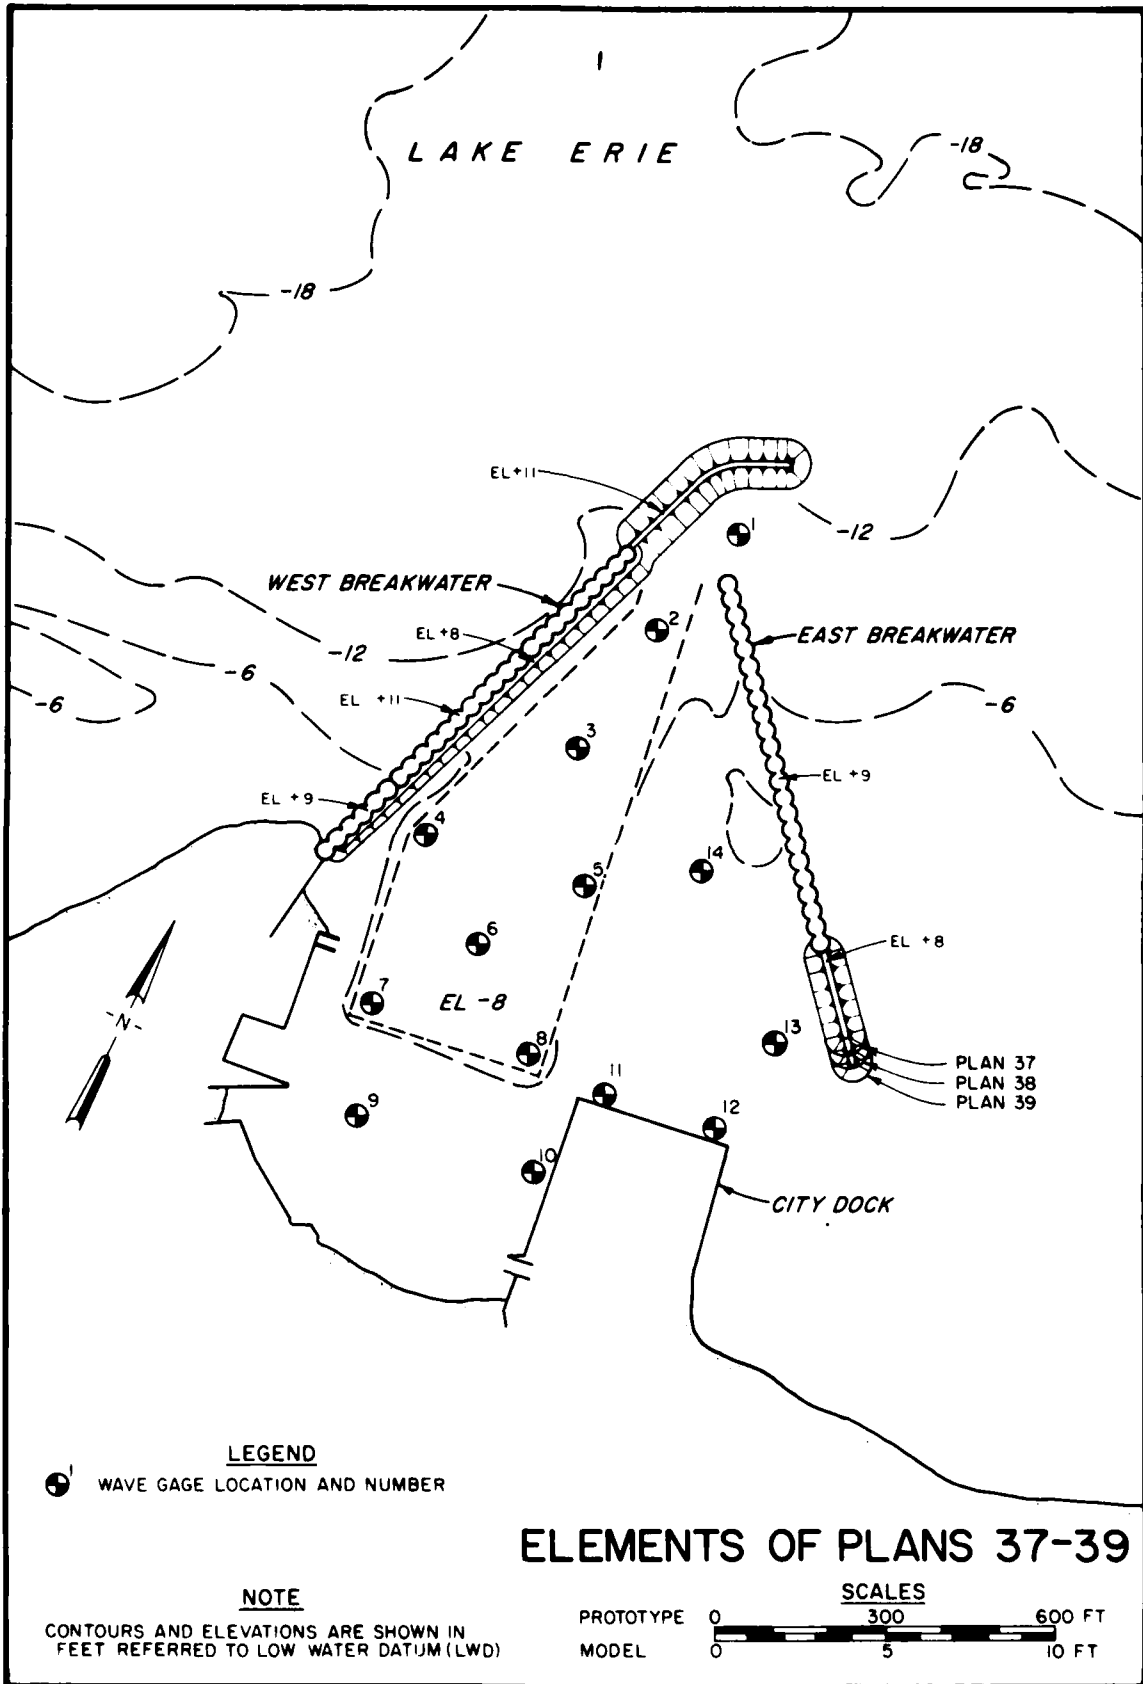 LAKE ERIE
-18
-18
EL+11
-12
1
WEST BREAKWATER
2
EAST BREAKWATER
EL +8
-12
-6
EL +11
-6
-6
3
EL +9
EL +9
4
14
5
EL +8
6
7
EL -8
-N-
13
8
PLAN 37
PLAN 38
PLAN 39
11
9
12
10
CITY DOCK
LEGEND
1
WAVE GAGE LOCATION AND NUMBER
ELEMENTS OF PLANS 37-39
NOTE
CONTOURS AND ELEVATIONS ARE SHOWN IN
FEET REFERRED TO LOW WATER DATUM (LWD)
SCALES
PROTOTYPE 0 300 600 FT
MODEL 0 5 10 FT